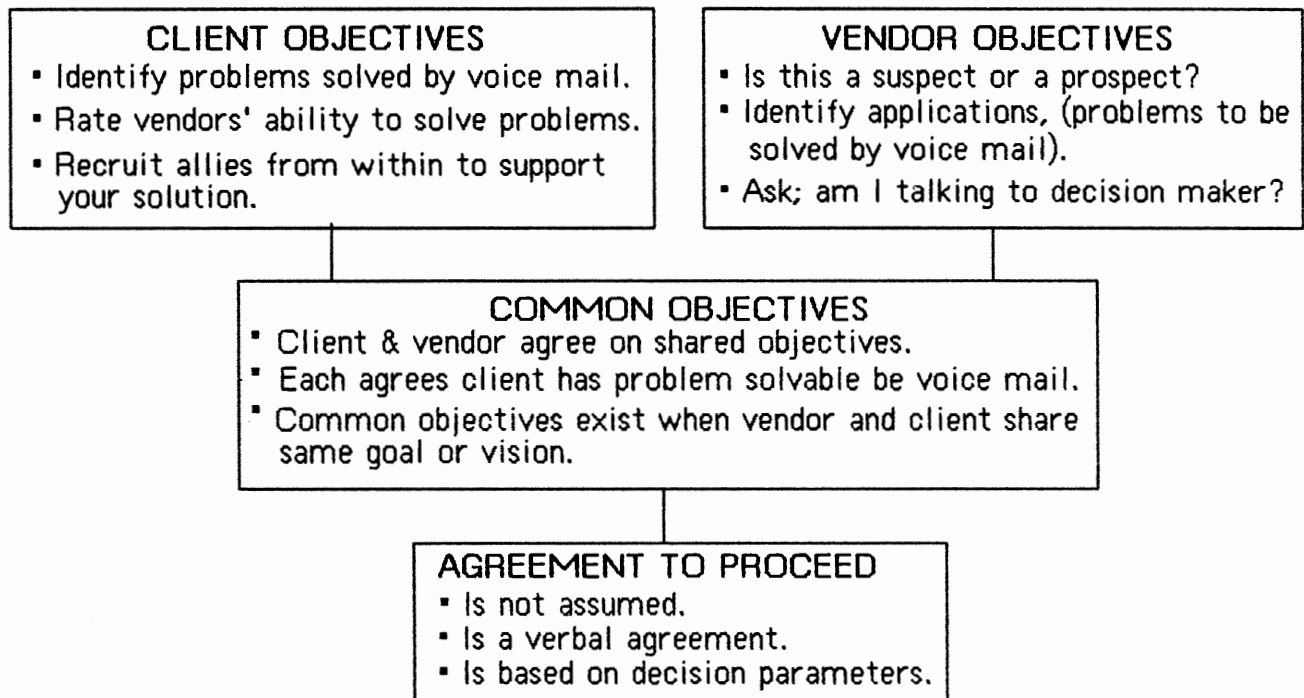 CLIENT OBJECTIVES
▪ Identify problems solved by voice mail.
▪ Rate vendors' ability to solve problems.
▪ Recruit allies from within to support
your solution.
VENDOR OBJECTIVES
▪ Is this a suspect or a prospect?
▪ Identify applications, (problems to be
solved by voice mail).
▪ Ask; am I talking to decision maker?
COMMON OBJECTIVES
▪ Client & vendor agree on shared objectives.
▪ Each agrees client has problem solvable be voice mail.
▪ Common objectives exist when vendor and client share
same goal or vision.
AGREEMENT TO PROCEED
▪ Is not assumed.
▪ Is a verbal agreement.
▪ Is based on decision parameters.